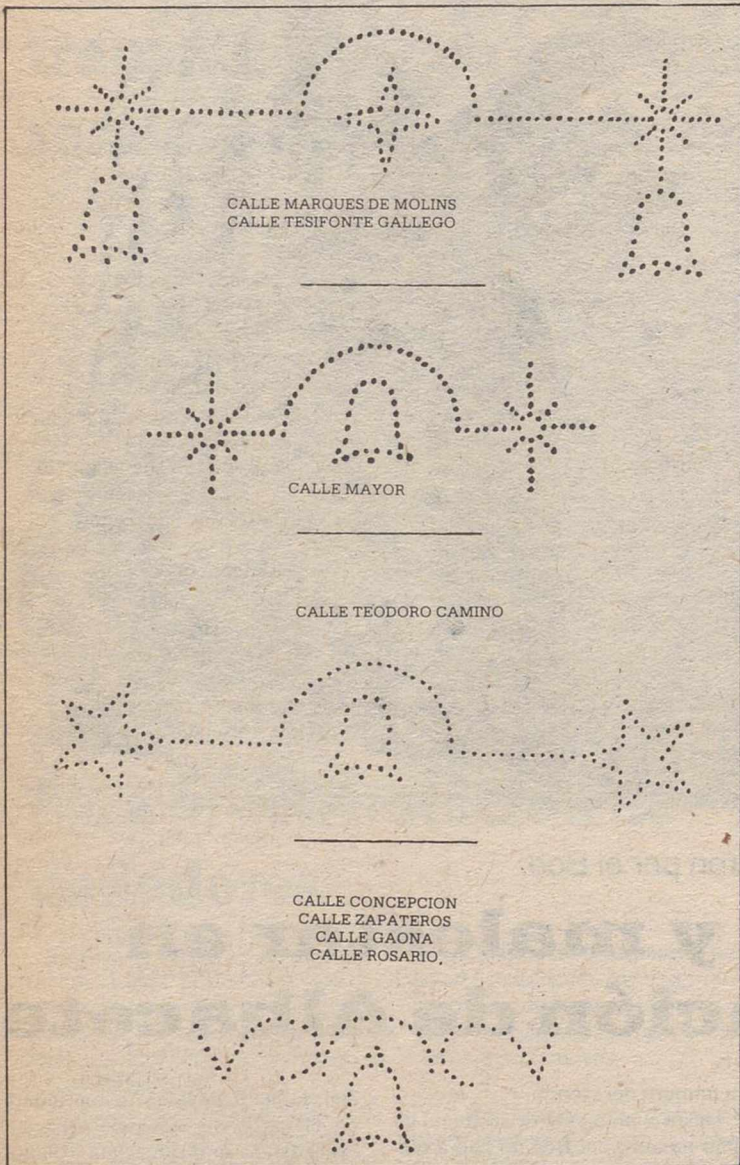 CALLE MARQUES DE MOLINS
CALLE TESIFONTE GALLEGO
CALLE MAYOR
CALLE TEODORO CAMINO
CALLE CONCEPCION
CALLE ZAPATEROS
CALLE GAONA
CALLE ROSARIO